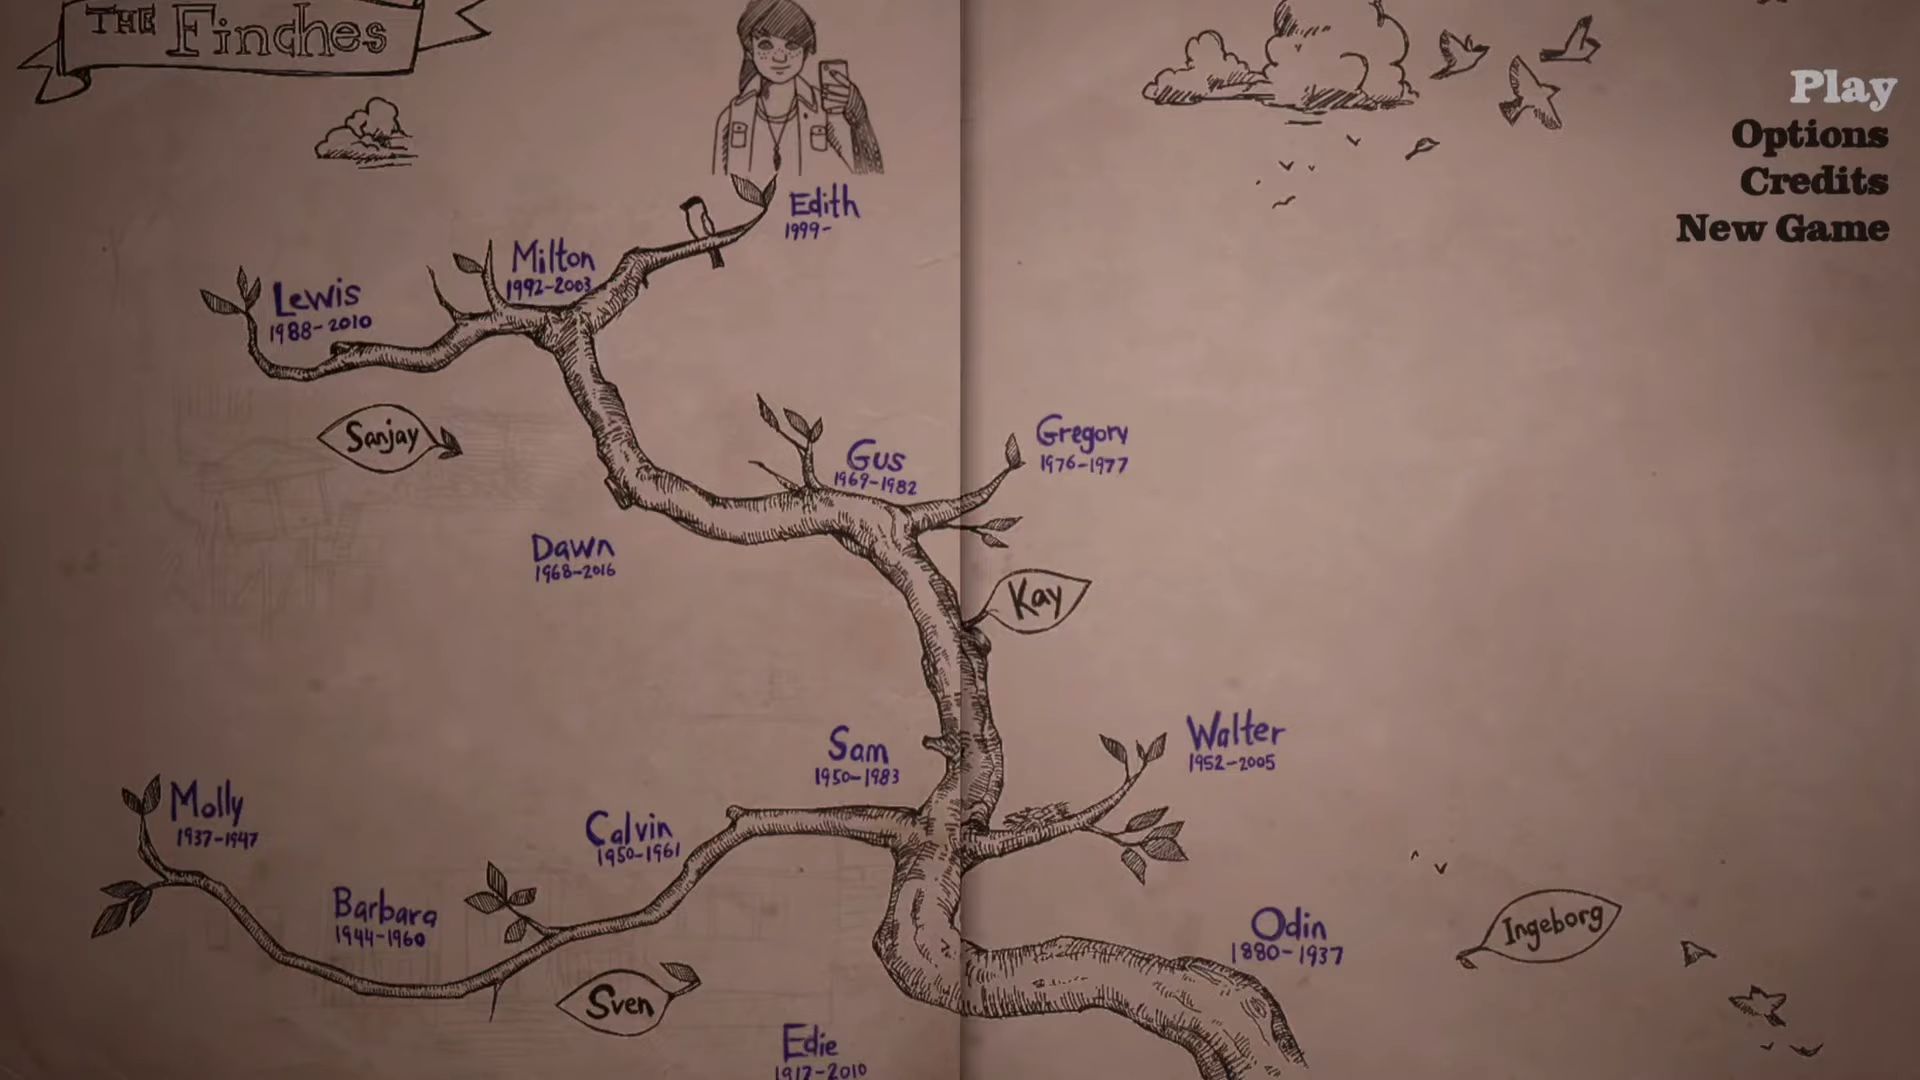 THE Finches
Play
Options
Credits
New Game
Edith
1999-
Milton
1992-2003
Lewis
1988-2010
Sanjay
Gus
1969-1982
Gregory
1976-1977
Dawn
1968-2016
Kay
Sam
1950-1983
Walter
1952-2005
Molly
1937-1947
Calvin
1950-1961
Barbara
1944-1960
Odin
1880-1937
Ingeborg
Sven
Edie
1917-2010